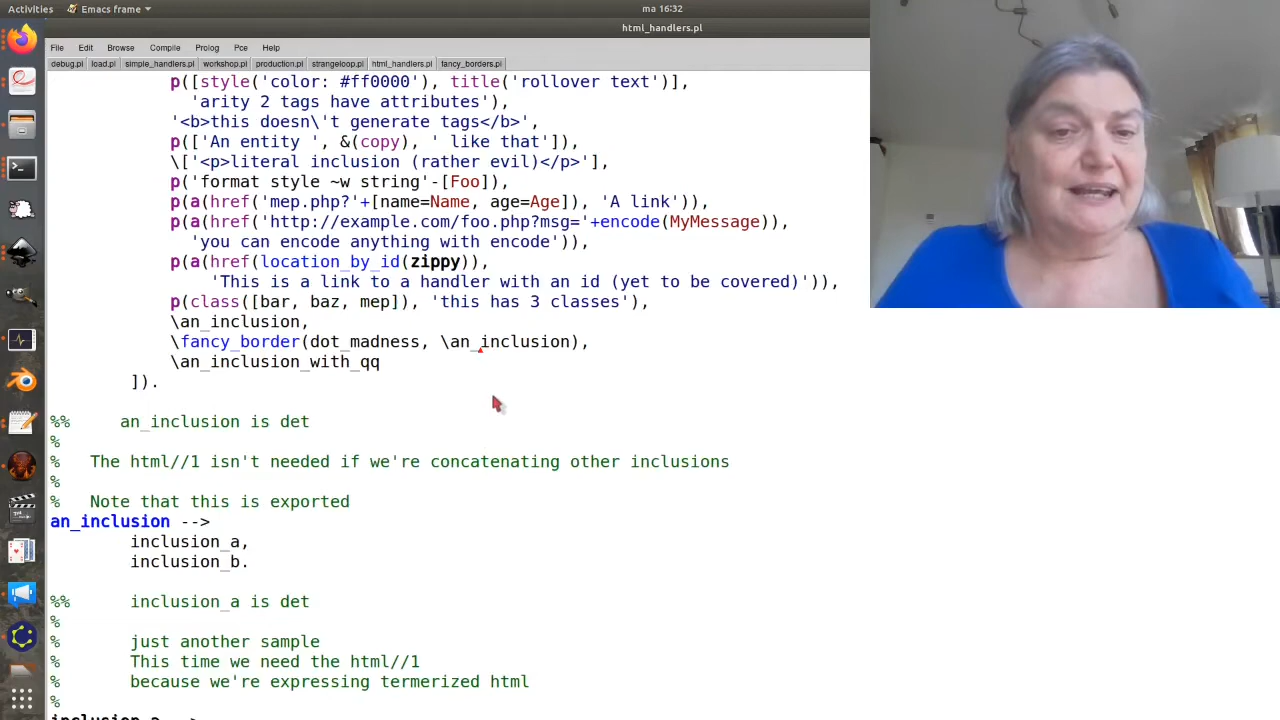 Activities
Emacs frame
ma 16:32
html_handlers.pl
File Edit Browse Compile Prolog Pce Help
debug.pl load.pl simple_handlers.pl workshop.pl production.pl strangeloop.pl html_handlers.pl fancy_borders.pl
p([style('color: #ff0000'), title('rollover text')],
'arity 2 tags have attributes'),
'<b>this doesn\'t generate tags</b>',
p(['An entity ', &(copy), ' like that']),
\['<p>literal inclusion (rather evil)</p>'],
p('format style ~w string'-[Foo]),
p(a(href('mep.php?'+[name=Name, age=Age]), 'A link')),
p(a(href('http://example.com/foo.php?msg='+encode(MyMessage)),
'you can encode anything with encode')),
p(a(href(location_by_id(zippy)),
'This is a link to a handler with an id (yet to be covered)')),
p(class([bar, baz, mep]), 'this has 3 classes'),
\an_inclusion,
\fancy_border(dot_madness, \an_inclusion),
\an_inclusion_with_qq
]).
%% an_inclusion is det
%
% The html//1 isn't needed if we're concatenating other inclusions
%
% Note that this is exported
an_inclusion -->
inclusion_a,
inclusion_b.
%% inclusion_a is det
%
% just another sample
% This time we need the html//1
% because we're expressing termerized html
%
inclusion_a -->